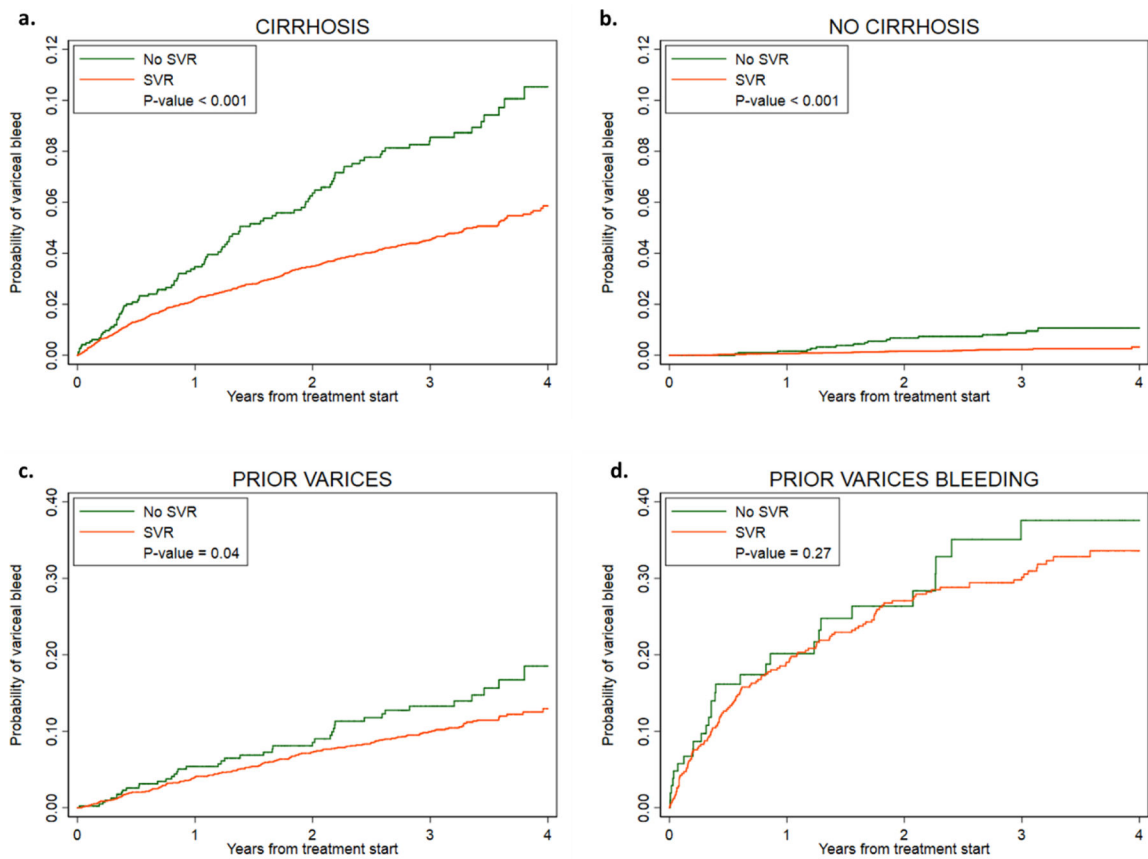 a.
CIRRHOSIS
No SVR
SVR
P-value < 0.001
0.12
0.10
0.08
0.06
0.04
0.02
0.00
Probability of variceal bleed
0 1 2 3 4
Years from treatment start
b.
NO CIRRHOSIS
No SVR
SVR
P-value < 0.001
0.12
0.10
0.08
0.06
0.04
0.02
0.00
Probability of variceal bleed
0 1 2 3 4
Years from treatment start
c.
PRIOR VARICES
No SVR
SVR
P-value = 0.04
0.40
0.30
0.20
0.10
0.00
Probability of variceal bleed
0 1 2 3 4
Years from treatment start
d.
PRIOR VARICES BLEEDING
No SVR
SVR
P-value = 0.27
0.40
0.30
0.20
0.10
0.00
Probability of variceal bleed
0 1 2 3 4
Years from treatment start